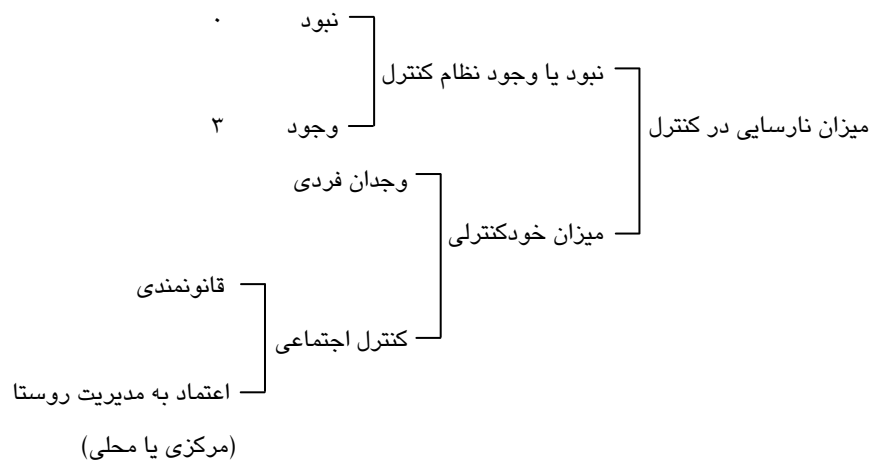 نبود ۰
نبود یا وجود نظام کنترل
میزان نارسایی در کنترل
وجود ۳
وجدان فردی
میزان خودکنترلی
قانونمندی
کنترل اجتماعی
اعتماد به مدیریت روستا
(مرکزی یا محلی)